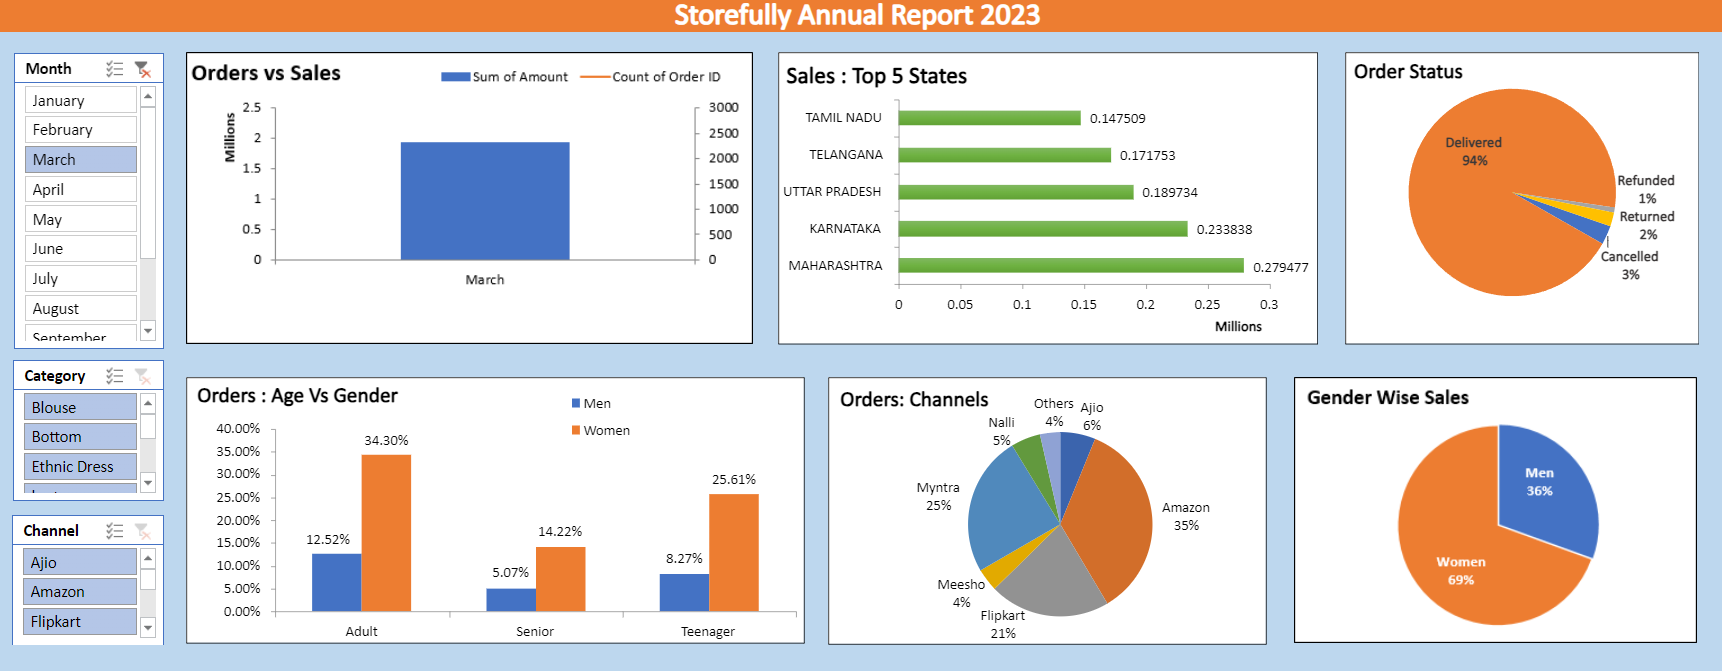 Storefully Annual Report 2023
Month
January
February
March
April
May
June
July
August
September
Category
Blouse
Bottom
Ethnic Dress
Channel
Ajio
Amazon
Flipkart
Orders vs Sales
Sum of Amount
Count of Order ID
Millions
2.5
2
1.5
1
0.5
0
3000
2500
2000
1500
1000
500
0
March
Sales : Top 5 States
TAMIL NADU
0.147509
TELANGANA
0.171753
UTTAR PRADESH
0.189734
KARNATAKA
0.233838
MAHARASHTRA
0.279477
0
0.05
0.1
0.15
0.2
0.25
0.3
Millions
Order Status
Delivered
94%
Refunded
1%
Returned
2%
Cancelled
3%
Orders : Age Vs Gender
Men
Women
40.00%
35.00%
30.00%
25.00%
20.00%
15.00%
10.00%
5.00%
0.00%
12.52%
34.30%
5.07%
14.22%
8.27%
25.61%
Adult
Senior
Teenager
Orders: Channels
Others
4%
Ajio
6%
Nalli
5%
Myntra
25%
Amazon
35%
Meesho
4%
Flipkart
21%
Gender Wise Sales
Men
36%
Women
69%